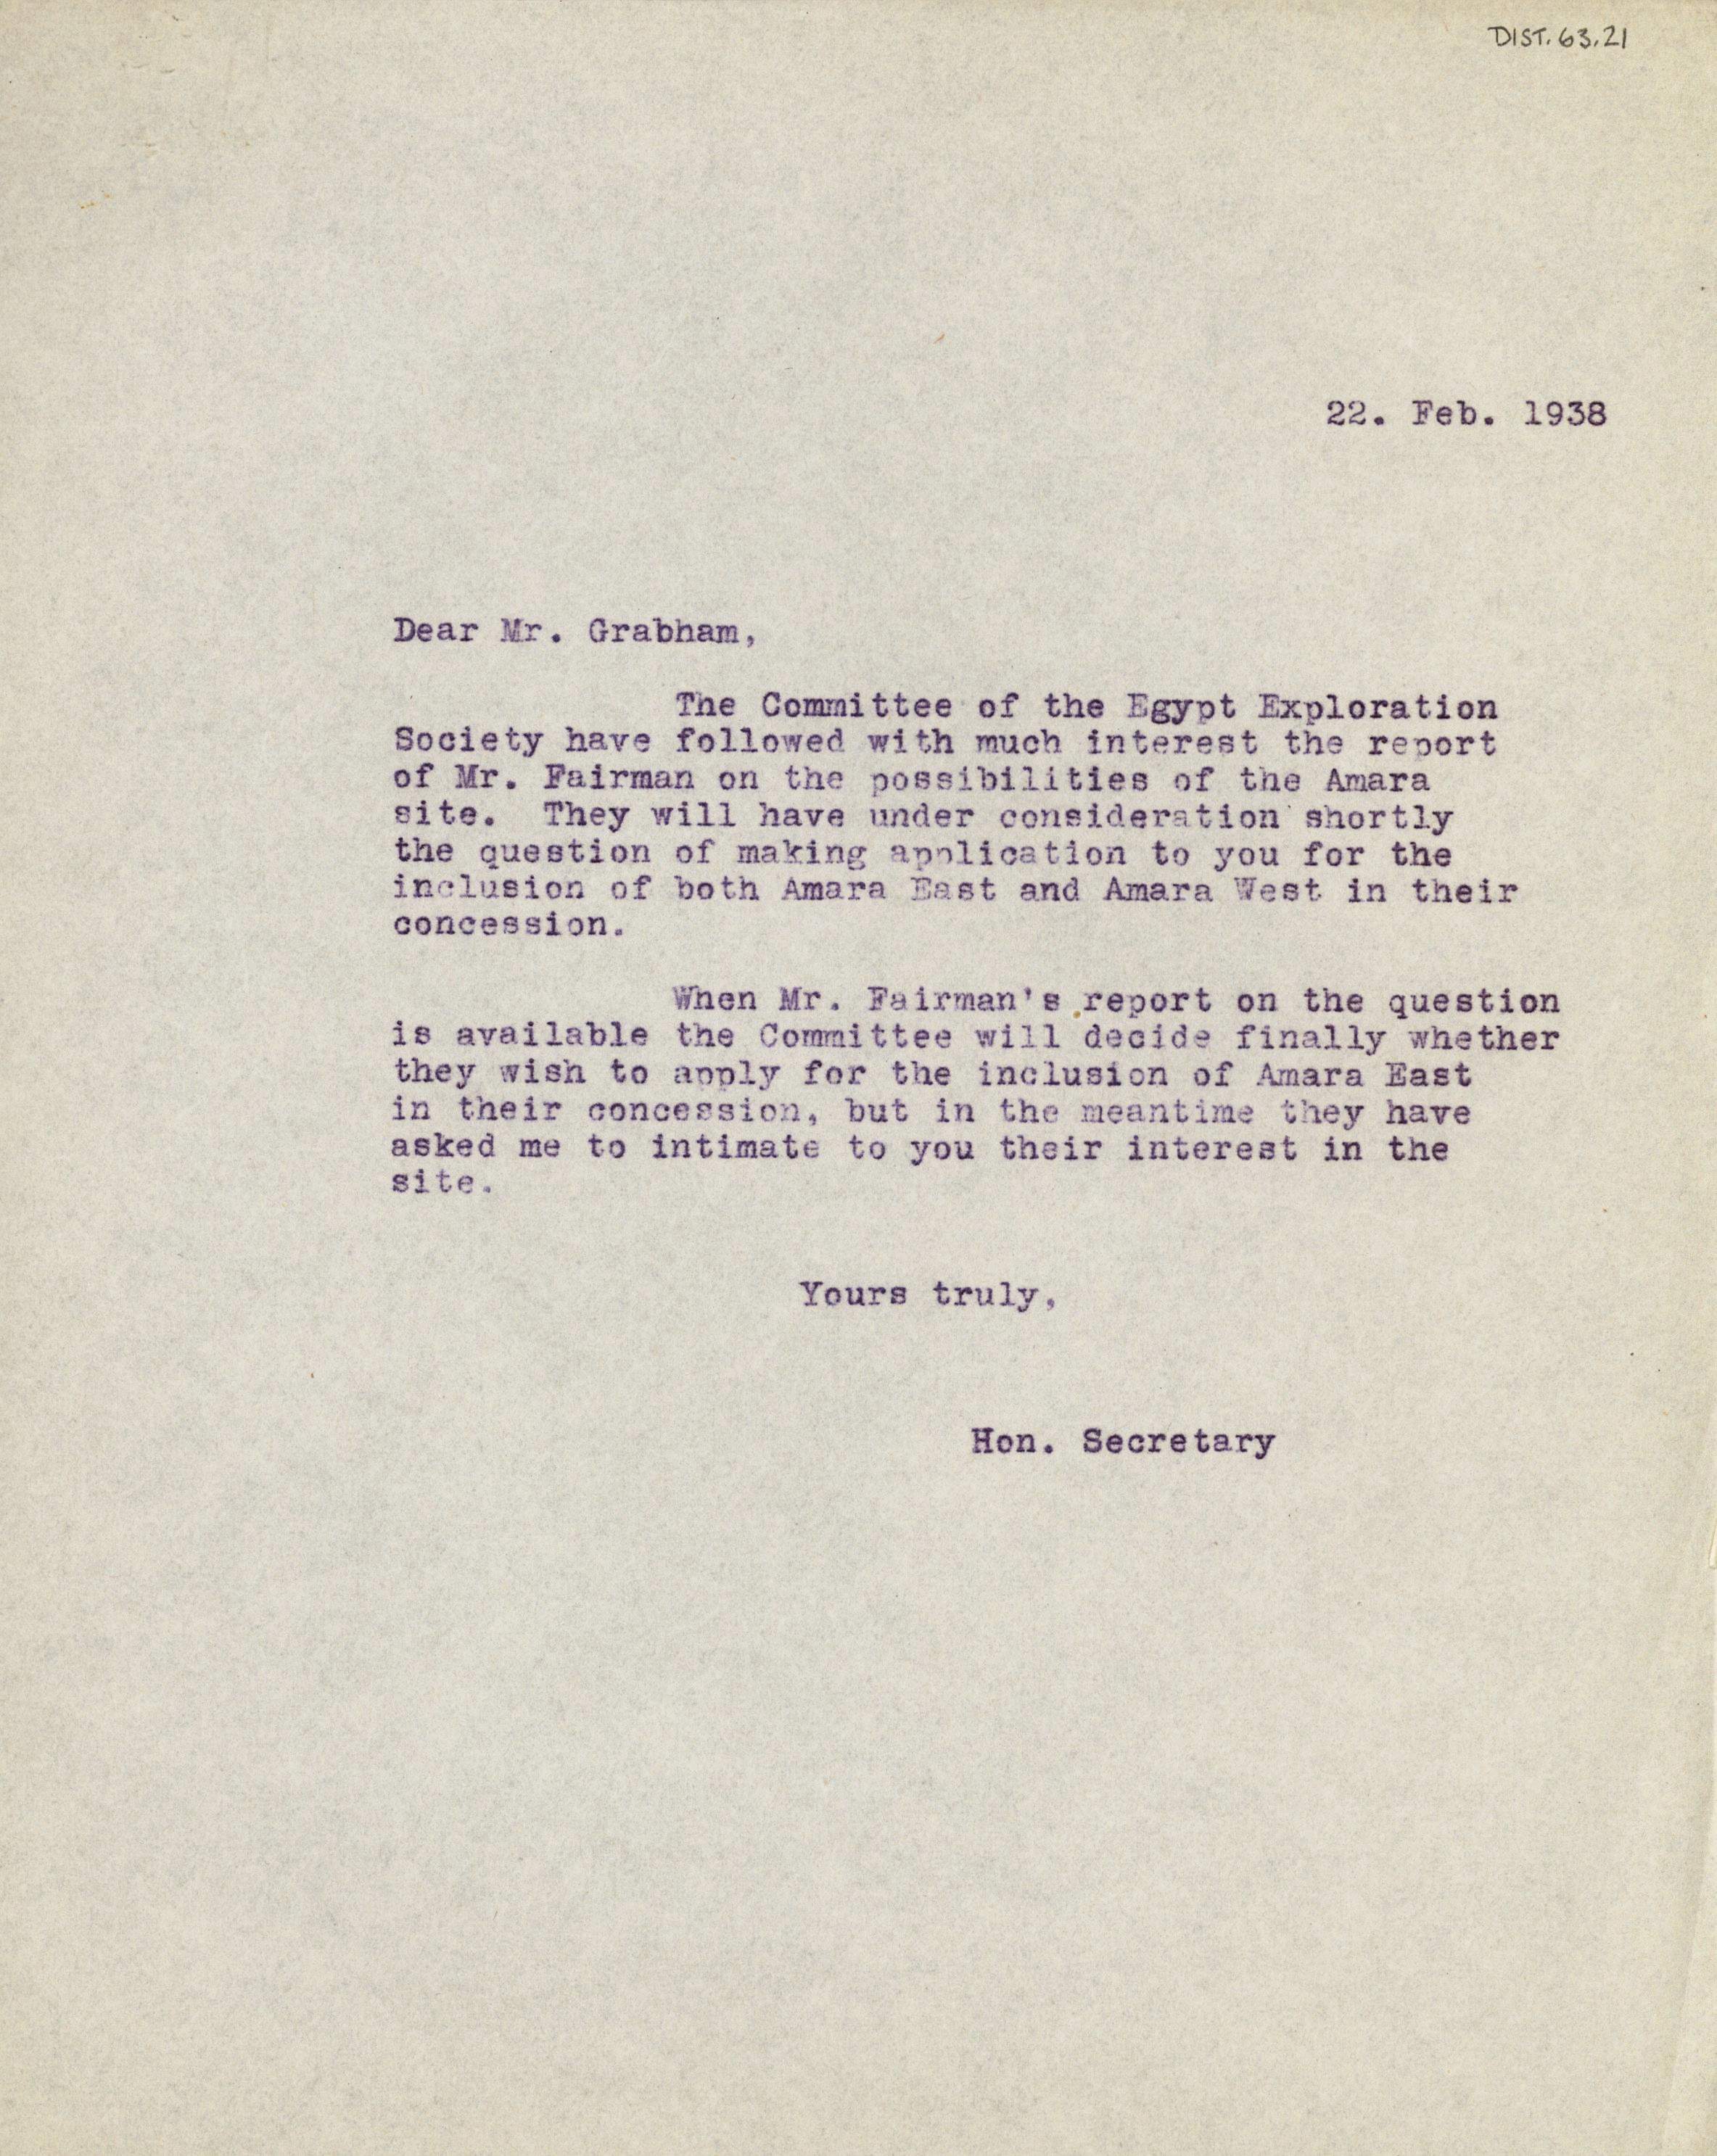 DIST.63.21
22. Feb. 1938
Dear Mr. Grabham,
The Committee of the Egypt Exploration
Society have followed with much interest the report
of Mr. Fairman on the possibilities of the Amara
site. They will have under consideration shortly
the question of making application to you for the
inclusion of both Amara East and Amara West in their
concession.
When Mr. Fairman's report on the question
is available the Committee will decide finally whether
they wish to apply for the inclusion of Amara East
in their concession, but in the meantime they have
asked me to intimate to you their interest in the
site.
Yours truly,
Hon. Secretary